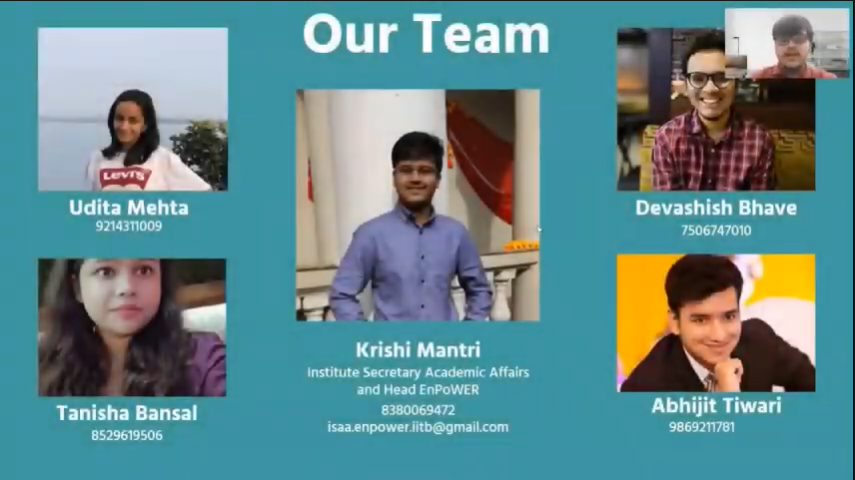 Our Team
LEVI'S
Udita Mehta
9214311009
Devashish Bhave
7506747010
Krishi Mantri
Institute Secretary Academic Affairs
and Head EnPoWER
8380069472
isaa.enpower.iitb@gmail.com
Tanisha Bansal
8529619506
Abhijit Tiwari
9869211781